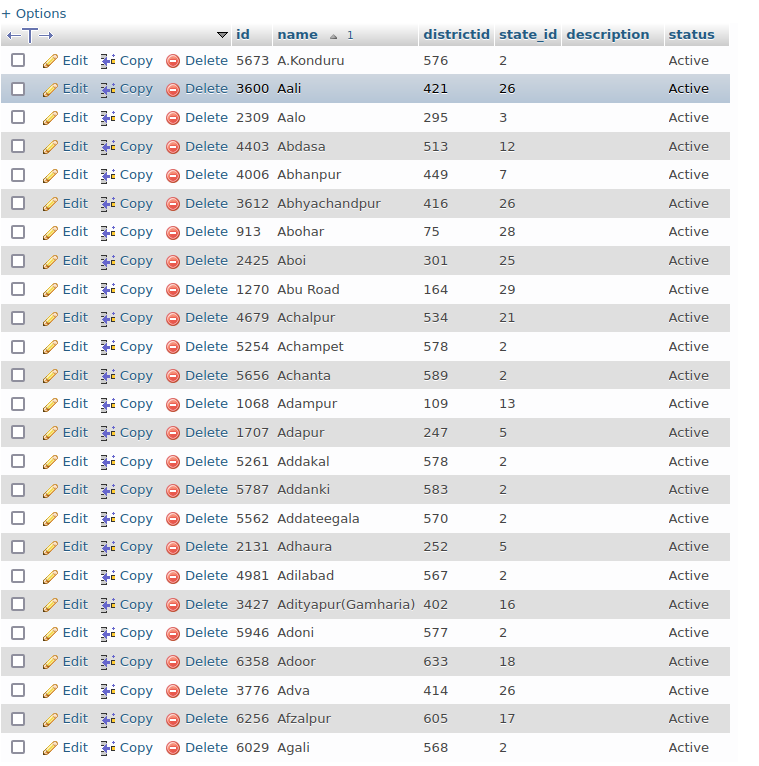 + Options
←T→ id name 1 districtid state_id description status
Edit Copy Delete 5673 A.Konduru 576 2 Active
Edit Copy Delete 3600 Aali 421 26 Active
Edit Copy Delete 2309 Aalo 295 3 Active
Edit Copy Delete 4403 Abdasa 513 12 Active
Edit Copy Delete 4006 Abhanpur 449 7 Active
Edit Copy Delete 3612 Abhyachandpur 416 26 Active
Edit Copy Delete 913 Abohar 75 28 Active
Edit Copy Delete 2425 Aboi 301 25 Active
Edit Copy Delete 1270 Abu Road 164 29 Active
Edit Copy Delete 4679 Achalpur 534 21 Active
Edit Copy Delete 5254 Achampet 578 2 Active
Edit Copy Delete 5656 Achanta 589 2 Active
Edit Copy Delete 1068 Adampur 109 13 Active
Edit Copy Delete 1707 Adapur 247 5 Active
Edit Copy Delete 5261 Addakal 578 2 Active
Edit Copy Delete 5787 Addanki 583 2 Active
Edit Copy Delete 5562 Addateegala 570 2 Active
Edit Copy Delete 2131 Adhaura 252 5 Active
Edit Copy Delete 4981 Adilabad 567 2 Active
Edit Copy Delete 3427 Adityapur(Gamharia) 402 16 Active
Edit Copy Delete 5946 Adoni 577 2 Active
Edit Copy Delete 6358 Adoor 633 18 Active
Edit Copy Delete 3776 Adva 414 26 Active
Edit Copy Delete 6256 Afzalpur 605 17 Active
Edit Copy Delete 6029 Agali 568 2 Active